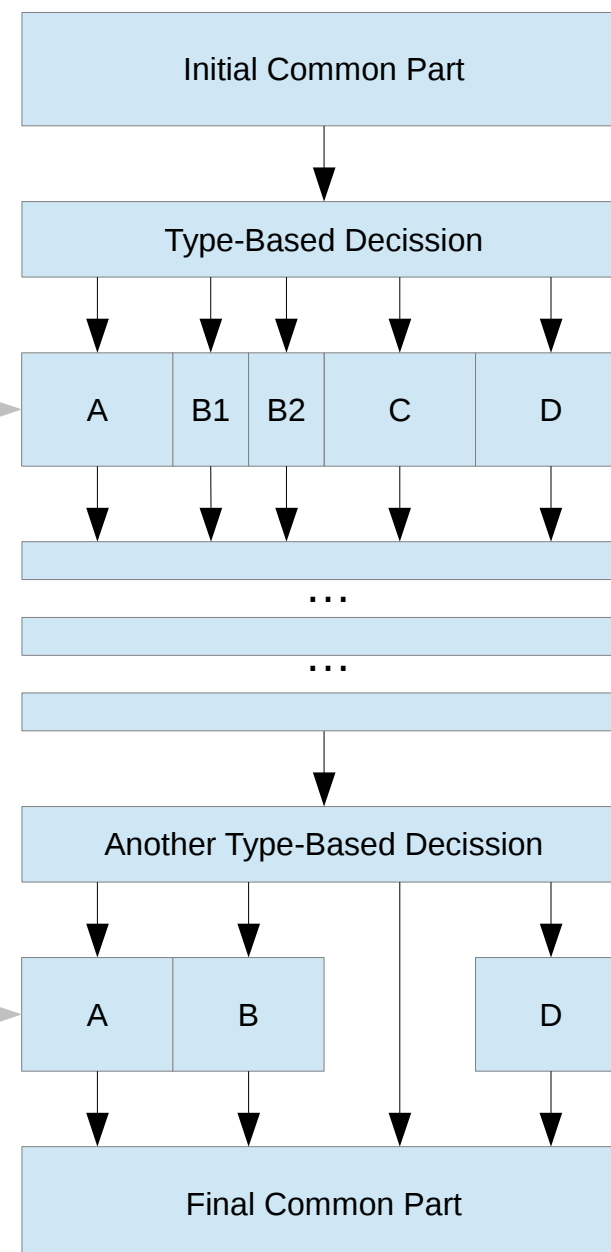 Initial Common Part
Type-Based Decission
A B1 B2 C D
...
...
Another Type-Based Decission
A B D
Final Common Part